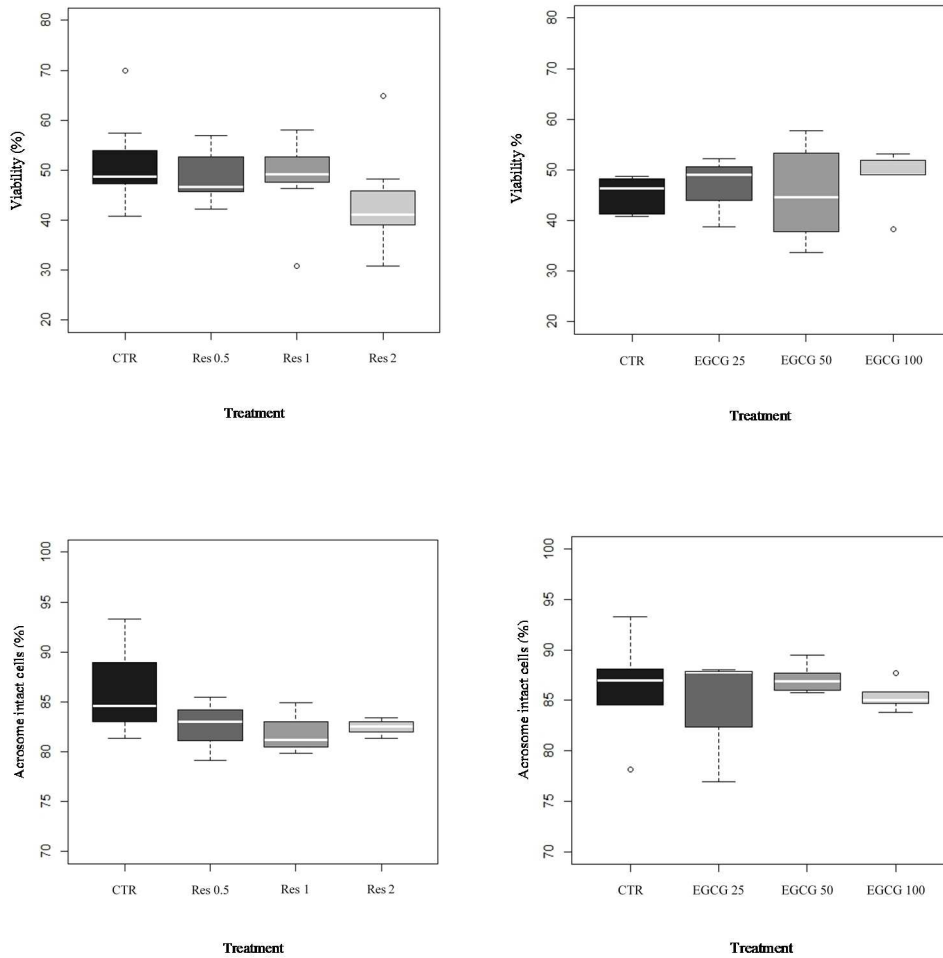 Viability (%)
80
70
60
50
40
30
20
CTR Res 0.5 Res 1 Res 2
Treatment
Viability %
80
70
60
50
40
30
20
CTR EGCG 25 EGCG 50 EGCG 100
Treatment
Acrosome intact cells (%)
100
95
90
85
80
75
70
CTR Res 0.5 Res 1 Res 2
Treatment
Acrosome intact cells (%)
100
95
90
85
80
75
70
CTR EGCG 25 EGCG 50 EGCG 100
Treatment